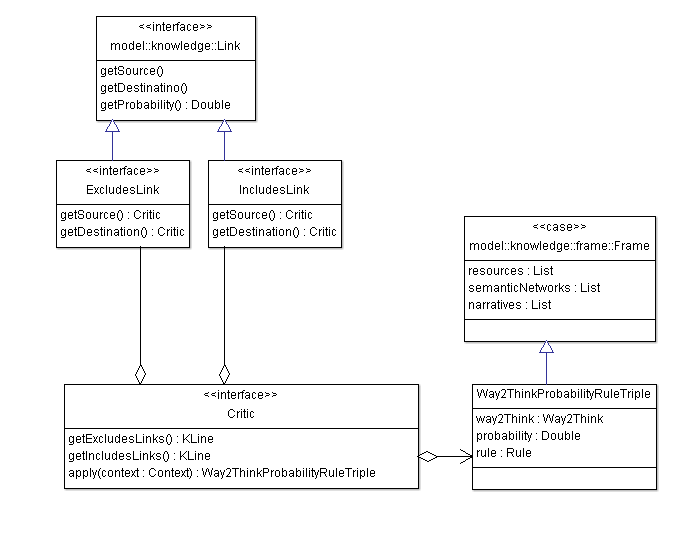 <<interface>>
model::knowledge::Link
getSource()
getDestinatino()
getProbability() : Double
<<interface>>
ExcludesLink
getSource() : Critic
getDestination() : Critic
<<interface>>
IncludesLink
getSource() : Critic
getDestination() : Critic
<<case>>
model::knowledge::frame::Frame
resources : List
semanticNetworks : List
narratives : List
<<interface>>
Critic
getExcludesLinks() : KLine
getIncludesLinks() : KLine
apply(context : Context) : Way2ThinkProbabilityRuleTriple
Way2ThinkProbabilityRuleTriple
way2Think : Way2Think
probability : Double
rule : Rule